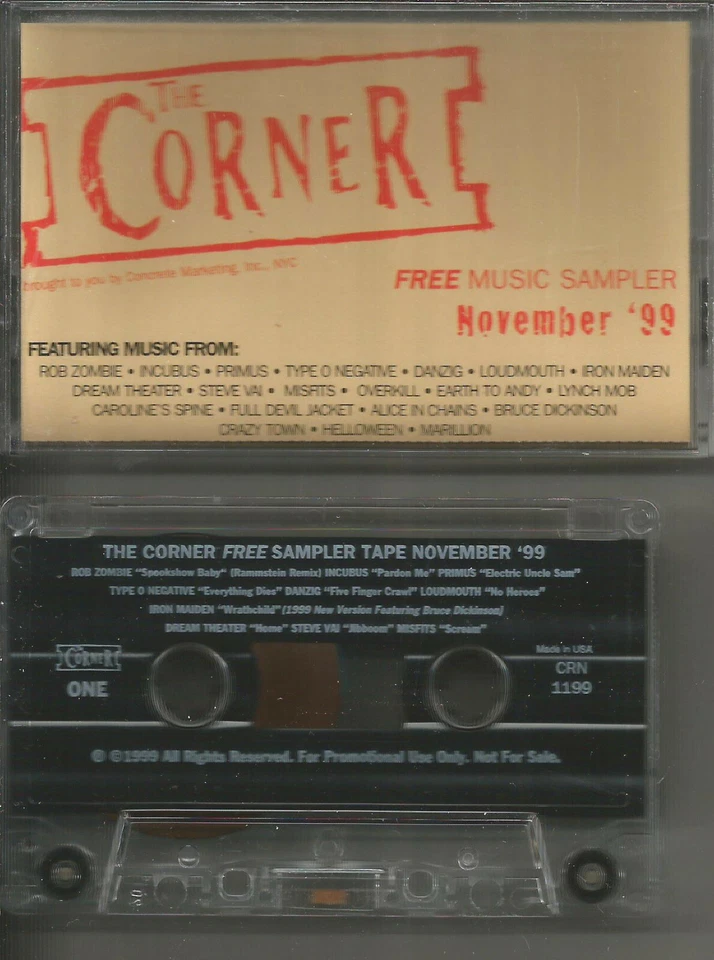 THE
CORNER
brought to you by Concrete Marketing, Inc., NYC
FREE MUSIC SAMPLER
November '99
FEATURING MUSIC FROM:
ROB ZOMBIE • INCUBUS • PRIMUS • TYPE O NEGATIVE • DANZIG • LOUDMOUTH • IRON MAIDEN
DREAM THEATER • STEVE VAI • MISFITS • OVERKILL • EARTH TO ANDY • LYNCH MOB
CAROLINE'S SPINE • FULL DEVIL JACKET • ALICE IN CHAINS • BRUCE DICKINSON
CRAZY TOWN • HELLOWEEN • MARILLION
THE CORNER FREE SAMPLER TAPE NOVEMBER '99
ROB ZOMBIE "Spookshow Baby" (Rammstein Remix) INCUBUS "Pardon Me" PRIMUS "Electric Uncle Sam"
TYPE O NEGATIVE "Everything Dies" DANZIG "Five Finger Crawl" LOUDMOUTH "No Heroes"
IRON MAIDEN "Wrathchild" (1999 New Version Featuring Bruce Dickinson)
DREAM THEATER "Home" STEVE VAI "Jibboom" MISFITS "Scream"
CORNER
ONE
Made in USA
CRN
1199
℗ ©1999 All Rights Reserved. For Promotional Use Only. Not For Sale.